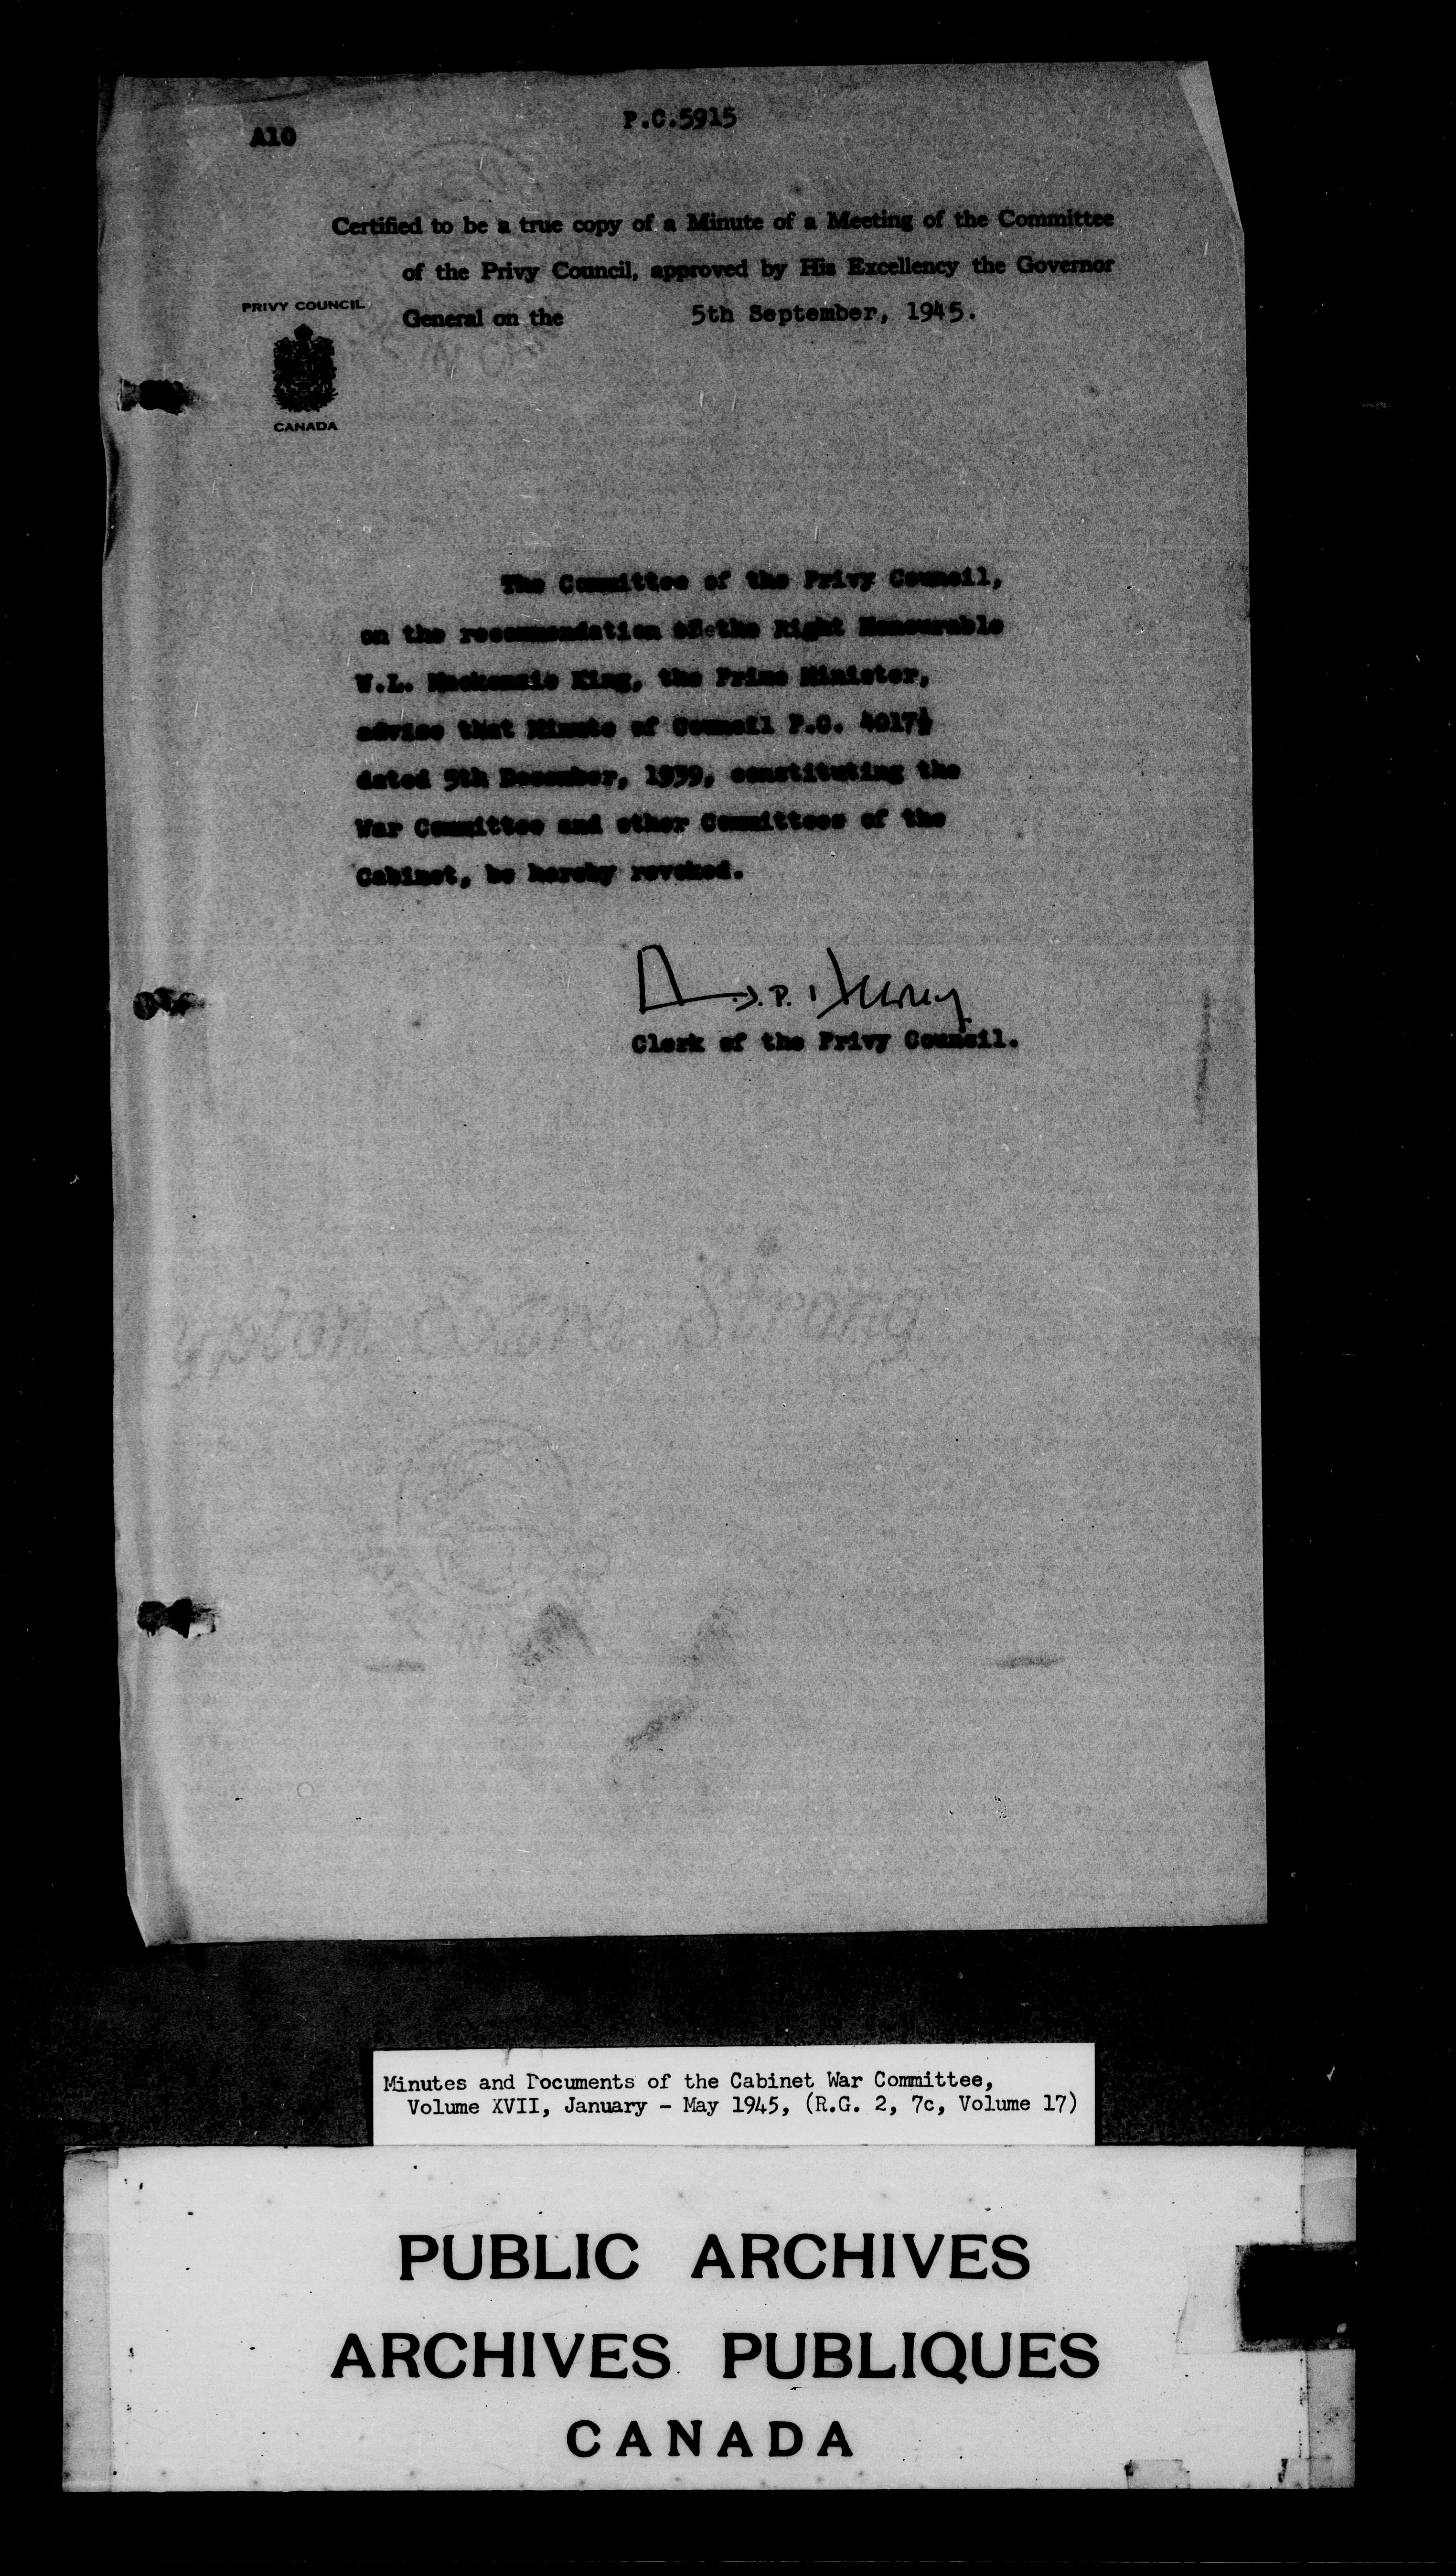 P.C.5915
A10
Certified to be a true copy of a Minute of a Meeting of the Committee
of the Privy Council, approved by His Excellency the Governor
General on the 5th September, 1945.
PRIVY COUNCIL
CANADA
The Committee of the Privy Council,
on the recommendation of the Right Honourable
W.L. Mackenzie King, the Prime Minister,
advise that Minute of Council P.C. 4017½
dated 5th December, 1939, constituting the
War Committee and other Committees of the
Cabinet, be hereby revoked.
Clerk of the Privy Council.
Minutes and Documents of the Cabinet War Committee,
Volume XVII, January - May 1945, (R.G. 2, 7c, Volume 17)
PUBLIC ARCHIVES
ARCHIVES PUBLIQUES
CANADA